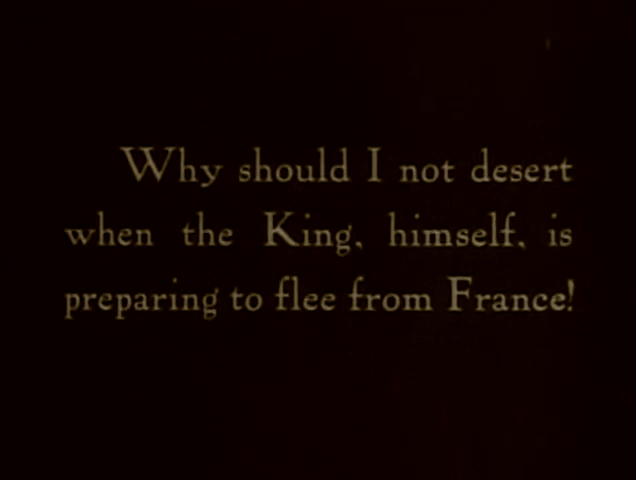 Why should I not desert
when the King, himself, is
preparing to flee from France!